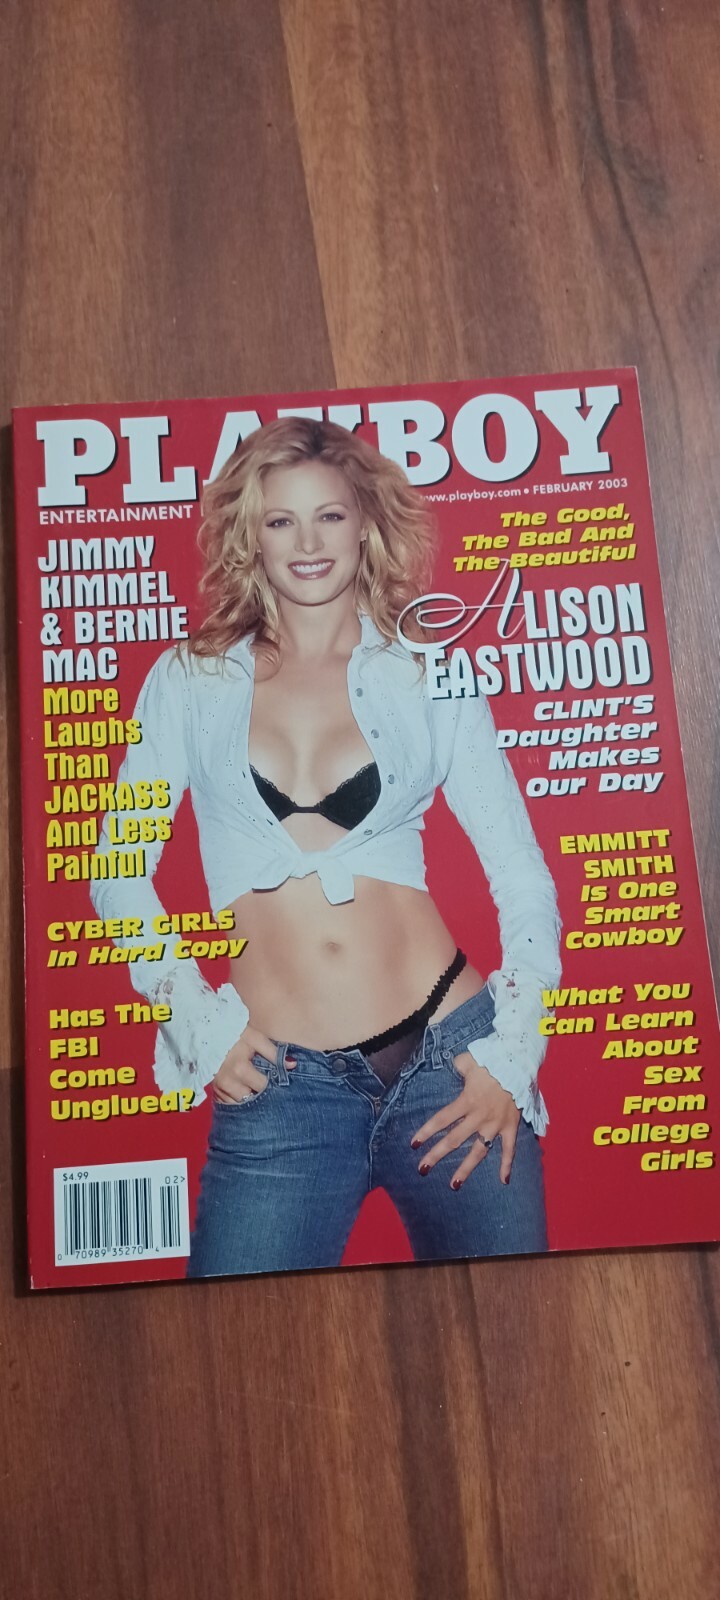 PLAYBOY
ENTERTAINMENT
www.playboy.com • FEBRUARY 2003
JIMMY
KIMMEL
& BERNIE
MAC
More
Laughs
Than
JACKASS
And Less
Painful
CYBER GIRLS
In Hard Copy
Has The
FBI
Come
Unglued?
The Good,
The Bad And
The Beautiful
ALISON
EASTWOOD
CLINT'S
Daughter
Makes
Our Day
EMMITT
SMITH
Is One
Smart
Cowboy
What You
Can Learn
About
Sex
From
College
Girls
$4.99
02>
0 70989 35270 4